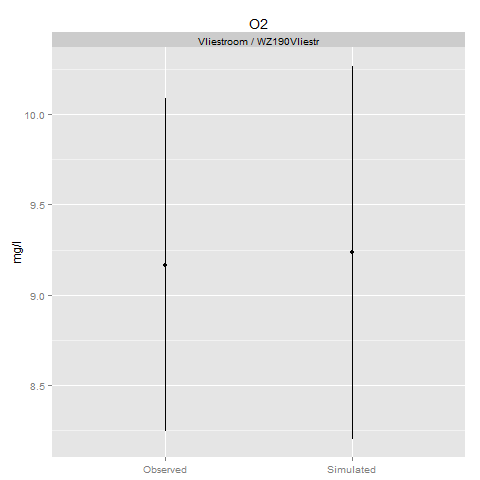 O2
Vliestroom / WZ190Vliestr
mg/l
10.0
9.5
9.0
8.5
Observed
Simulated